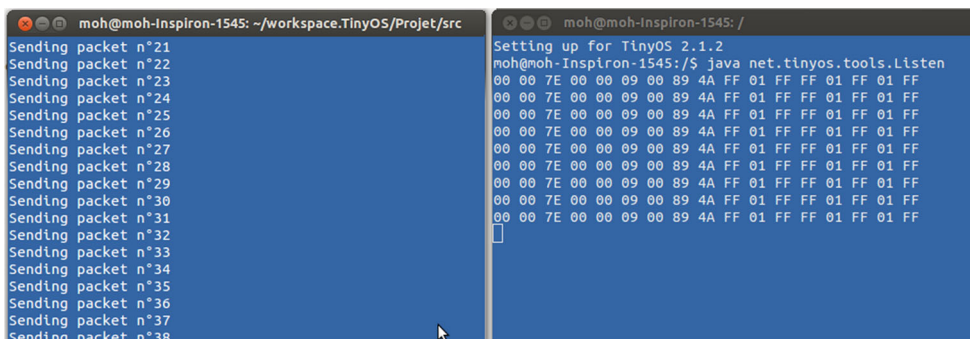 moh@moh-Inspiron-1545: ~/workspace.TinyOS/Projet/src
Sending packet n°21
Sending packet n°22
Sending packet n°23
Sending packet n°24
Sending packet n°25
Sending packet n°26
Sending packet n°27
Sending packet n°28
Sending packet n°29
Sending packet n°30
Sending packet n°31
Sending packet n°32
Sending packet n°33
Sending packet n°34
Sending packet n°35
Sending packet n°36
Sending packet n°37
Sending packet n°38
moh@moh-Inspiron-1545: /
Setting up for TinyOS 2.1.2
moh@moh-Inspiron-1545:/$ java net.tinyos.tools.Listen
00 00 7E 00 00 09 00 89 4A FF 01 FF FF 01 FF 01 FF
00 00 7E 00 00 09 00 89 4A FF 01 FF FF 01 FF 01 FF
00 00 7E 00 00 09 00 89 4A FF 01 FF FF 01 FF 01 FF
00 00 7E 00 00 09 00 89 4A FF 01 FF FF 01 FF 01 FF
00 00 7E 00 00 09 00 89 4A FF 01 FF FF 01 FF 01 FF
00 00 7E 00 00 09 00 89 4A FF 01 FF FF 01 FF 01 FF
00 00 7E 00 00 09 00 89 4A FF 01 FF FF 01 FF 01 FF
00 00 7E 00 00 09 00 89 4A FF 01 FF FF 01 FF 01 FF
00 00 7E 00 00 09 00 89 4A FF 01 FF FF 01 FF 01 FF